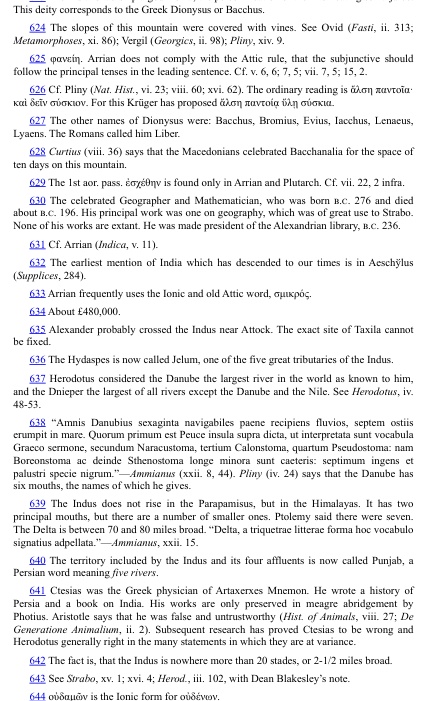 This deity corresponds to the Greek Dionysus or Bacchus.
624 The slopes of this mountain were covered with vines. See Ovid (Fasti, ii. 313;
Metamorphoses, xi. 86); Vergil (Georgics, ii. 98); Pliny, xiv. 9.
625 φανείη. Arrian does not comply with the Attic rule, that the subjunctive should
follow the principal tenses in the leading sentence. Cf. v. 6, 6; 7, 5; vii. 7, 5; 15, 2.
626 Cf. Pliny (Nat. Hist., vi. 23; viii. 60; xvi. 62). The ordinary reading is ἄλση παντοῖα·
καὶ δεῖν σύσκιον. For this Krüger has proposed ἄλση παντοίᾳ ὕλῃ σύσκια.
627 The other names of Dionysus were: Bacchus, Bromius, Evius, Iacchus, Lenaeus,
Lyaens. The Romans called him Liber.
628 Curtius (viii. 36) says that the Macedonians celebrated Bacchanalia for the space of
ten days on this mountain.
629 The 1st aor. pass. ἐσχέθην is found only in Arrian and Plutarch. Cf. vii. 22, 2 infra.
630 The celebrated Geographer and Mathematician, who was born B.C. 276 and died
about B.C. 196. His principal work was one on geography, which was of great use to Strabo.
None of his works are extant. He was made president of the Alexandrian library, B.C. 236.
631 Cf. Arrian (Indica, v. 11).
632 The earliest mention of India which has descended to our times is in Aeschȳlus
(Supplices, 284).
633 Arrian frequently uses the Ionic and old Attic word, σμικρός.
634 About £480,000.
635 Alexander probably crossed the Indus near Attock. The exact site of Taxila cannot
be fixed.
636 The Hydaspes is now called Jelum, one of the five great tributaries of the Indus.
637 Herodotus considered the Danube the largest river in the world as known to him,
and the Dnieper the largest of all rivers except the Danube and the Nile. See Herodotus, iv.
48-53.
638 “Amnis Danubius sexaginta navigabiles paene recipiens fluvios, septem ostiis
erumpit in mare. Quorum primum est Peuce insula supra dicta, ut interpretata sunt vocabula
Graeco sermone, secundum Naracustoma, tertium Calonstoma, quartum Pseudostoma: nam
Boreonstoma ac deinde Sthenostoma longe minora sunt caeteris: septimum ingens et
palustri specie nigrum.”—Ammianus (xxii. 8, 44). Pliny (iv. 24) says that the Danube has
six mouths, the names of which he gives.
639 The Indus does not rise in the Parapamisus, but in the Himalayas. It has two
principal mouths, but there are a number of smaller ones. Ptolemy said there were seven.
The Delta is between 70 and 80 miles broad. “Delta, a triquetrae litterae forma hoc vocabulo
signatius adpellata.”—Ammianus, xxii. 15.
640 The territory included by the Indus and its four affluents is now called Punjab, a
Persian word meaning five rivers.
641 Ctesias was the Greek physician of Artaxerxes Mnemon. He wrote a history of
Persia and a book on India. His works are only preserved in meagre abridgement by
Photius. Aristotle says that he was false and untrustworthy (Hist. of Animals, viii. 27; De
Generatione Animalium, ii. 2). Subsequent research has proved Ctesias to be wrong and
Herodotus generally right in the many statements in which they are at variance.
642 The fact is, that the Indus is nowhere more than 20 stades, or 2-1/2 miles broad.
643 See Strabo, xv. 1; xvi. 4; Herod., iii. 102, with Dean Blakesley’s note.
644 οὐδαμῶν is the Ionic form for οὐδένων.